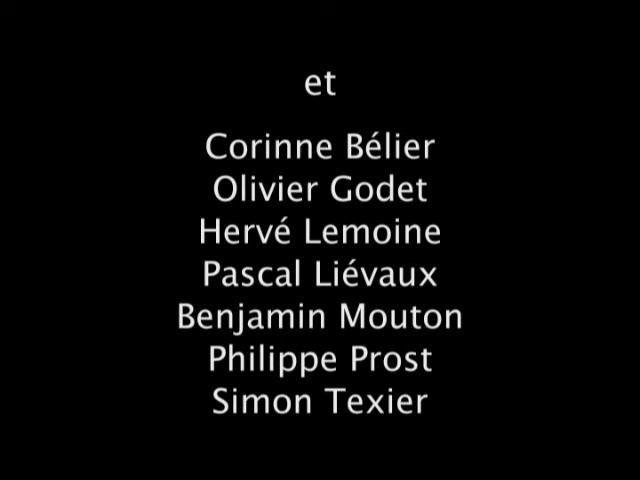 et
Corinne Bélier
Olivier Godet
Hervé Lemoine
Pascal Liévaux
Benjamin Mouton
Philippe Prost
Simon Texier